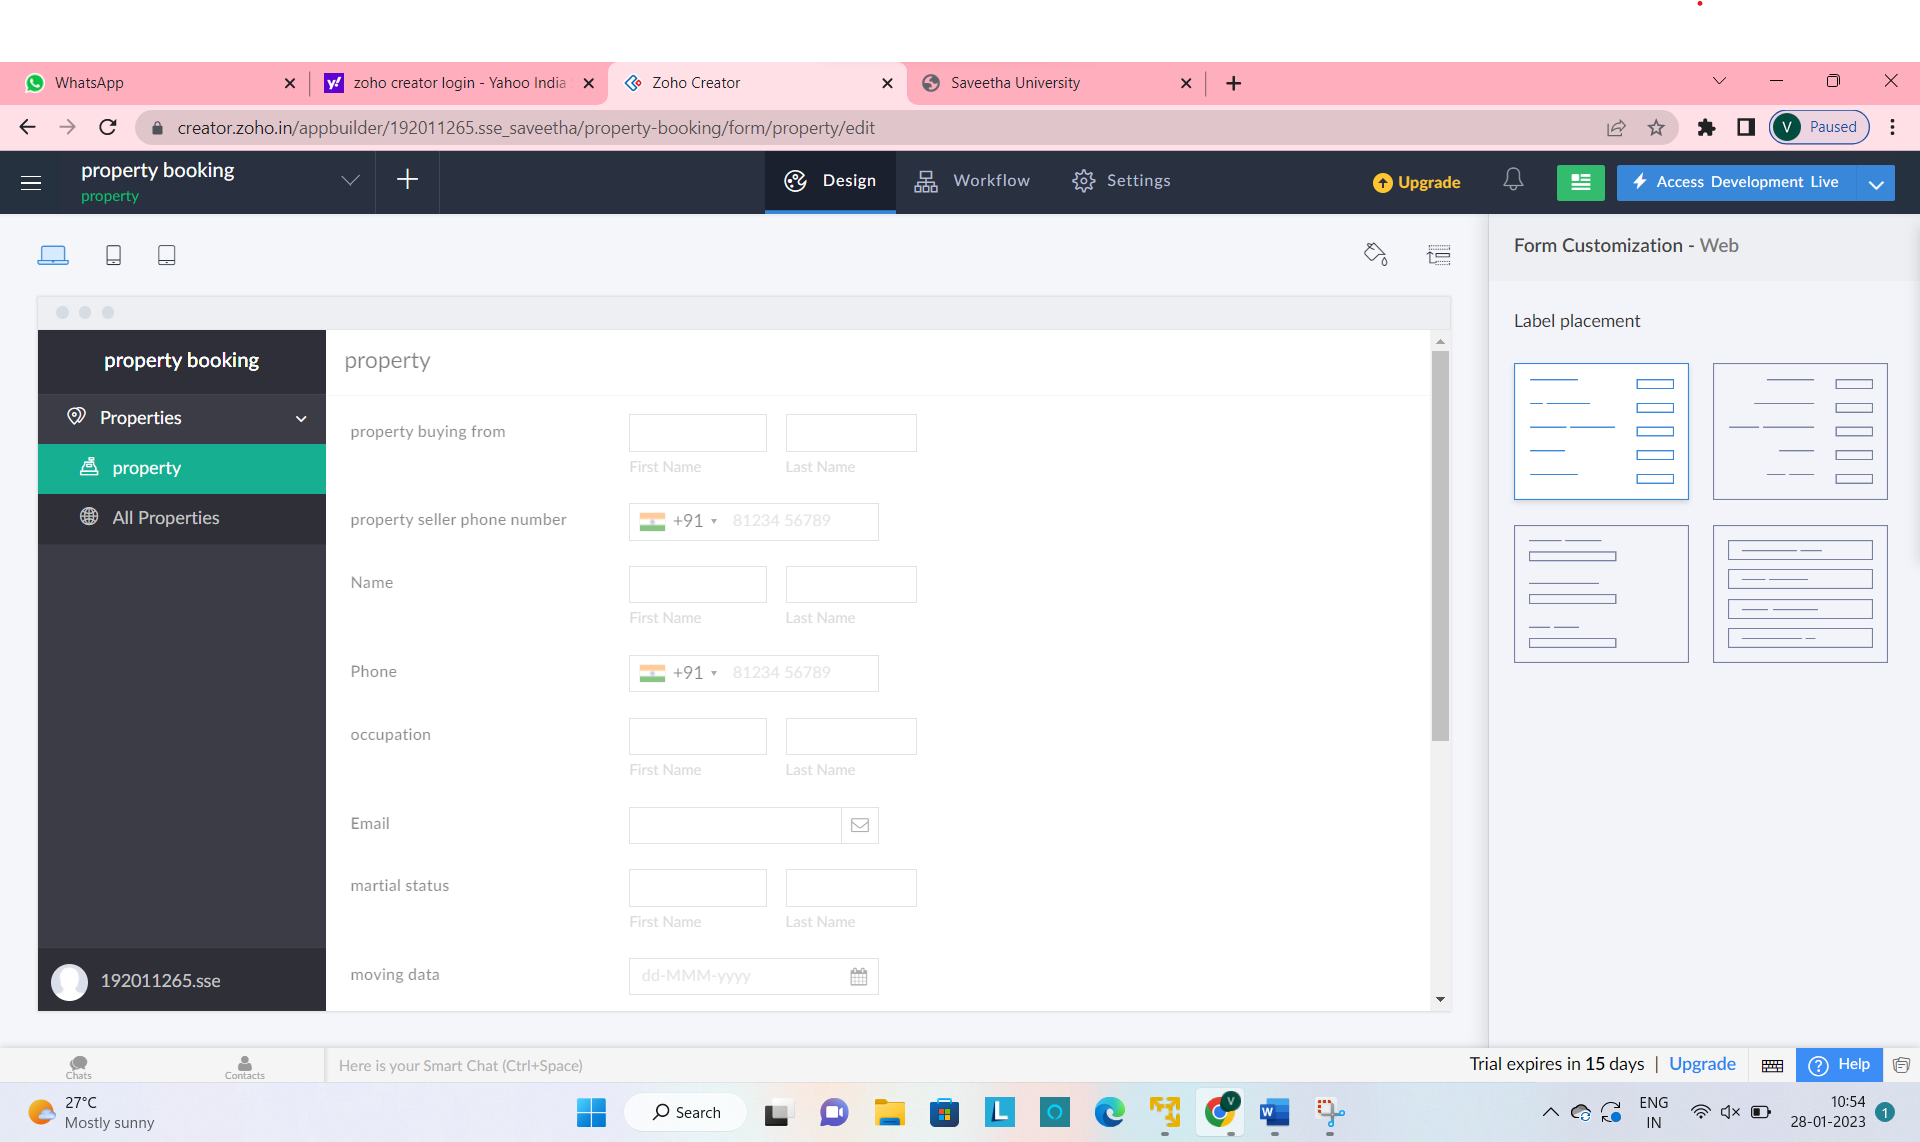 WhatsApp
zoho creator login - Yahoo India
Zoho Creator
Saveetha University
creator.zoho.in/appbuilder/192011265.sse_saveetha/property-booking/form/property/edit
V Paused
property booking
property
Design
Workflow
Settings
Upgrade
Access Development Live
Form Customization - Web
Label placement
property booking
Properties
property
All Properties
192011265.sse
property
property buying from
First Name Last Name
property seller phone number +91 81234 56789
Name
First Name Last Name
Phone +91 81234 56789
occupation
First Name Last Name
Email
martial status
First Name Last Name
moving data dd-MMM-yyyy
Chats
Contacts
Here is your Smart Chat (Ctrl+Space)
Trial expires in 15 days | Upgrade
Help
27°C
Mostly sunny
Search
ENG
IN
10:54
28-01-2023
1